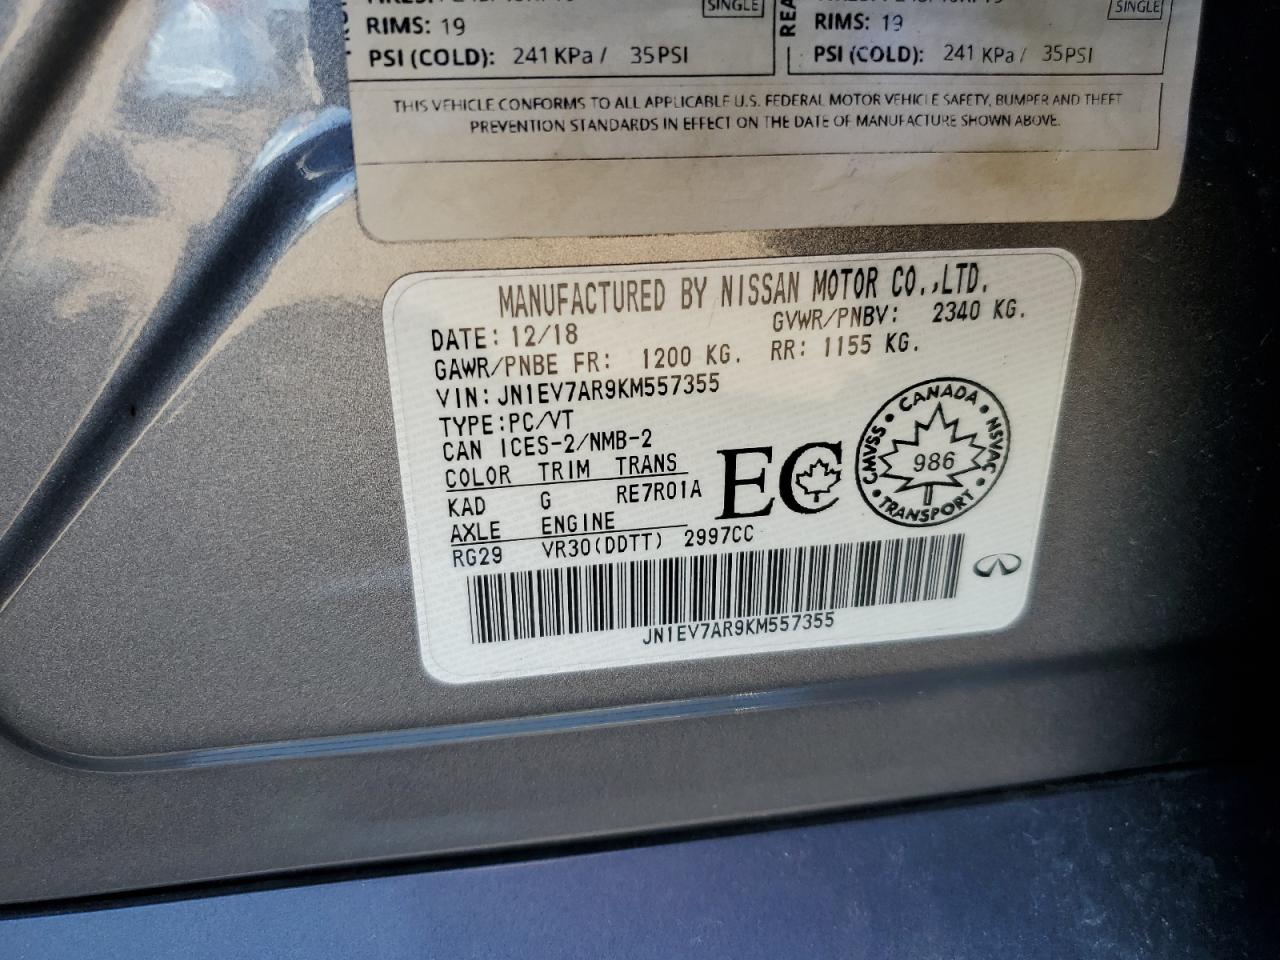 SINGLE
RIMS: 19
PSI (COLD): 241 KPa / 35PSI
REA
SINGLE
RIMS: 19
PSI (COLD): 241 KPa / 35PSI
THIS VEHICLE CONFORMS TO ALL APPLICABLE U.S. FEDERAL MOTOR VEHICLE SAFETY, BUMPER AND THEFT
PREVENTION STANDARDS IN EFFECT ON THE DATE OF MANUFACTURE SHOWN ABOVE.
MANUFACTURED BY NISSAN MOTOR CO.,LTD.
DATE: 12/18 GVWR/PNBV: 2340 KG.
GAWR/PNBE FR: 1200 KG. RR: 1155 KG.
VIN: JN1EV7AR9KM557355
TYPE:PC/VT
CAN ICES-2/NMB-2
COLOR TRIM TRANS
KAD G RE7R01A
AXLE ENGINE
RG29 VR30(DDTT) 2997CC
EC
CANADA
CMVSS NSVAC
986
TRANSPORT
JN1EV7AR9KM557355